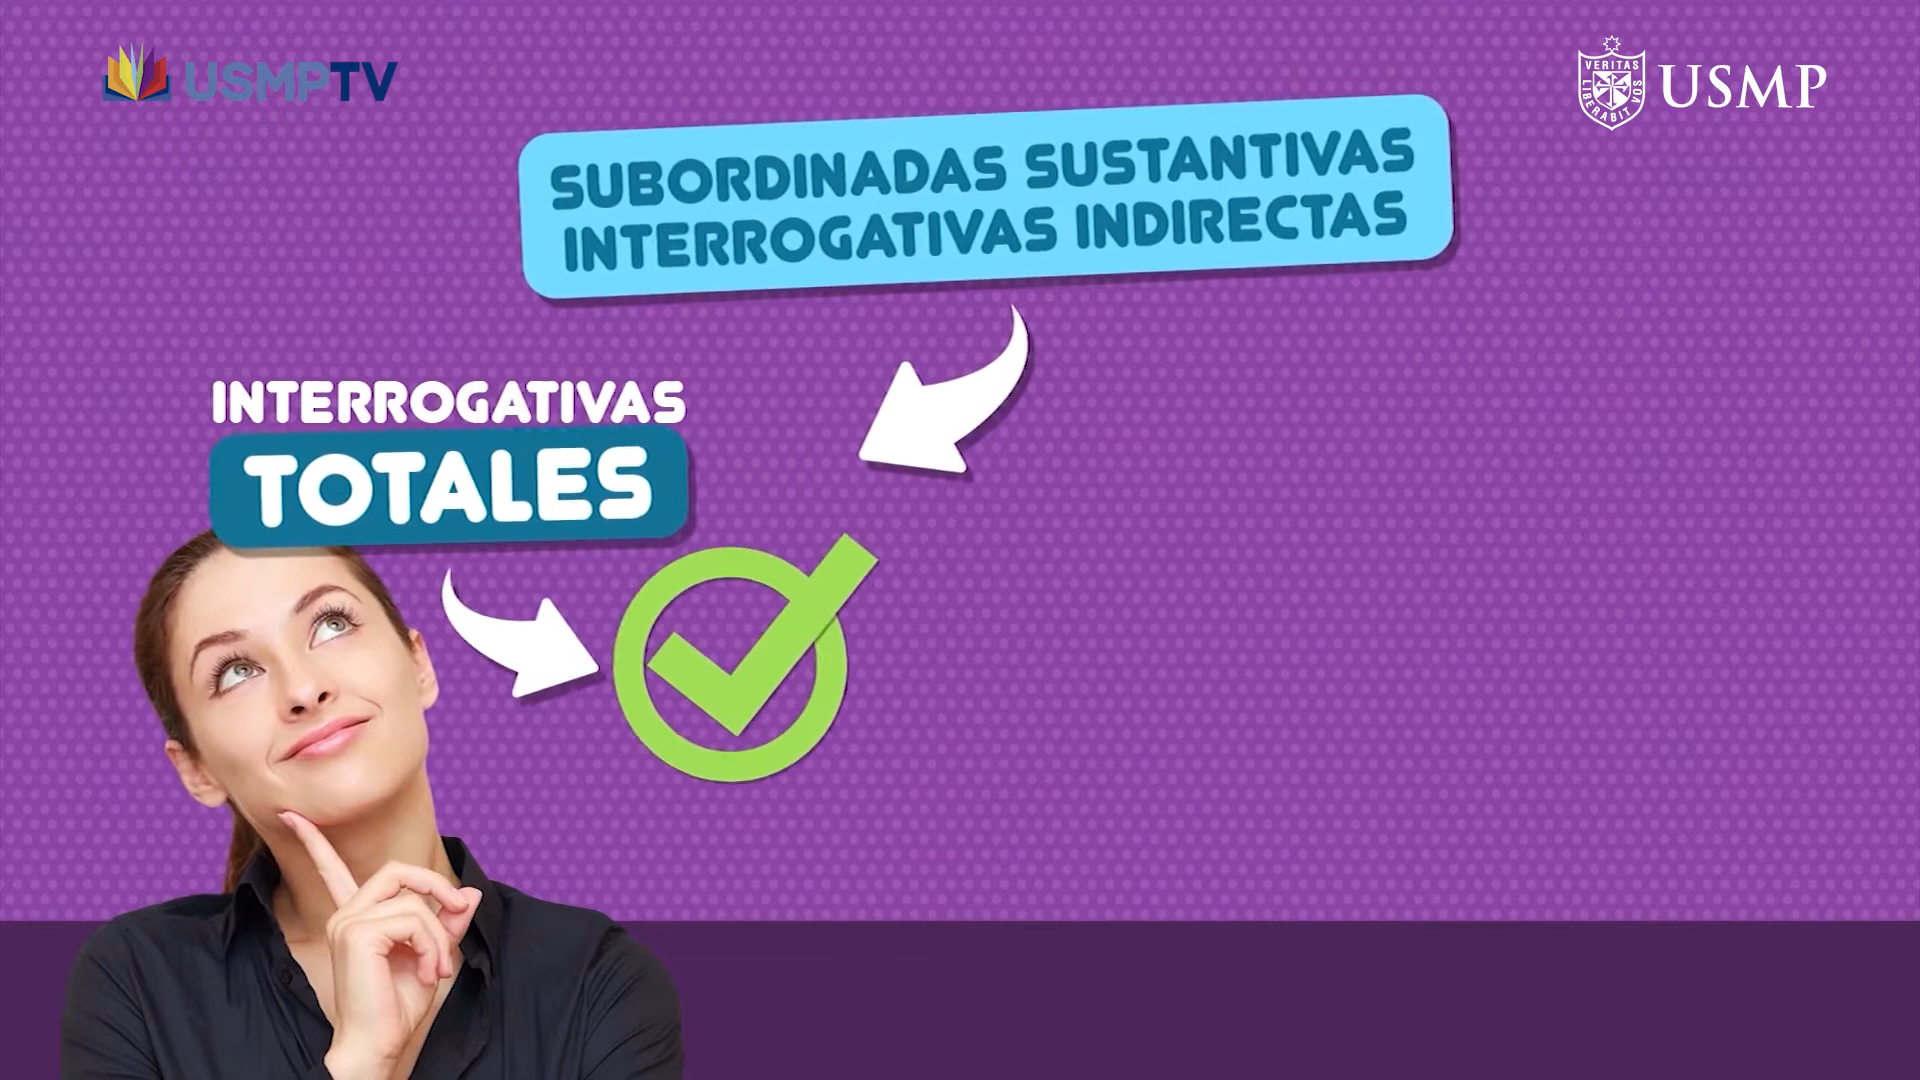 USMPTV
VERITAS
LIBERABIT VOS
USMP
SUBORDINADAS SUSTANTIVAS
INTERROGATIVAS INDIRECTAS
INTERROGATIVAS
TOTALES